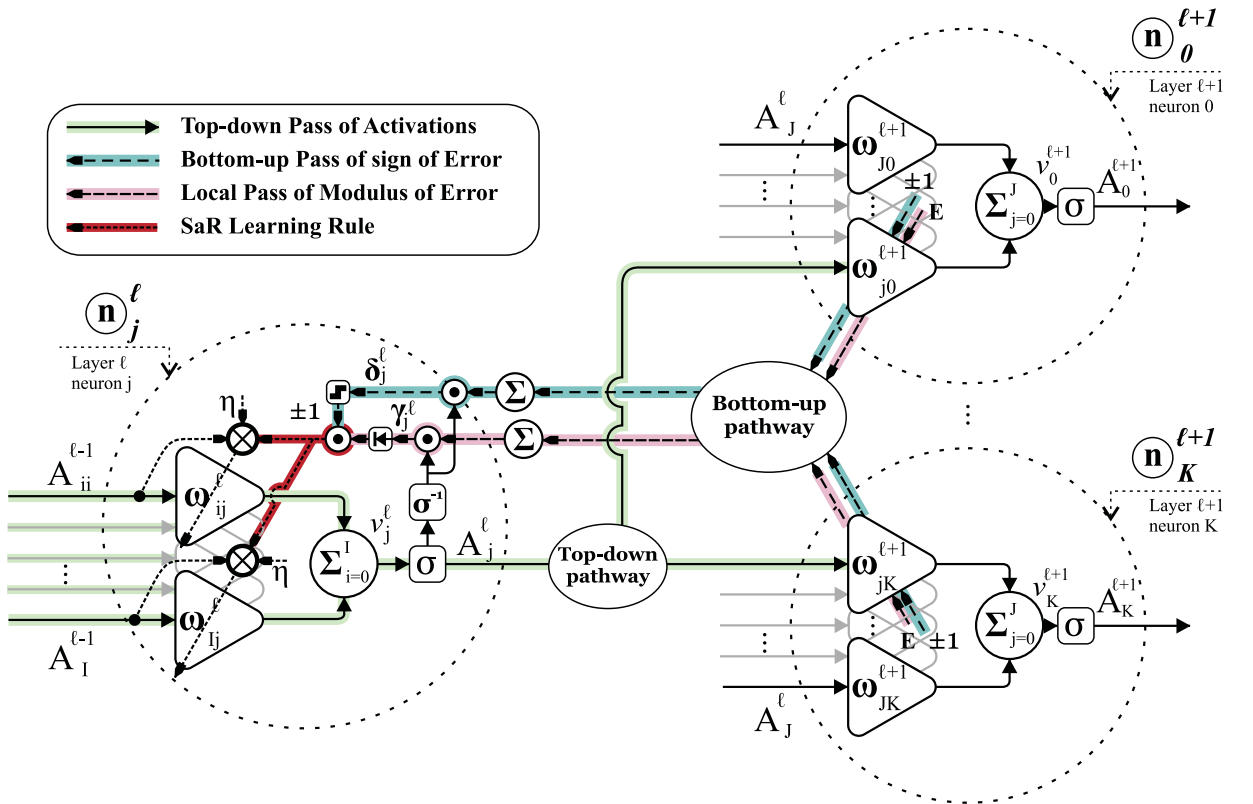 Top-down Pass of Activations
Bottom-up Pass of sign of Error
Local Pass of Modulus of Error
SaR Learning Rule
n 0 ℓ+1
Layer ℓ+1
neuron 0
A J ℓ
ω J0 ℓ+1
±1
E
ω j0 ℓ+1
Σ j=0 J
v 0 ℓ+1
σ
A 0 ℓ+1
n j ℓ
Layer ℓ
neuron j
η
±1
δ j ℓ
γ j ℓ
Σ
Σ
Bottom-up
pathway
A ii ℓ-1
ω ij ℓ
σ -1
v j ℓ
Σ i=0 I
σ
A j ℓ
Top-down
pathway
η
ω Ij ℓ
A I ℓ-1
n K ℓ+1
Layer ℓ+1
neuron K
ω jK ℓ+1
E ±1
Σ j=0 J
v K ℓ+1
σ
A K ℓ+1
ω JK ℓ+1
A J ℓ